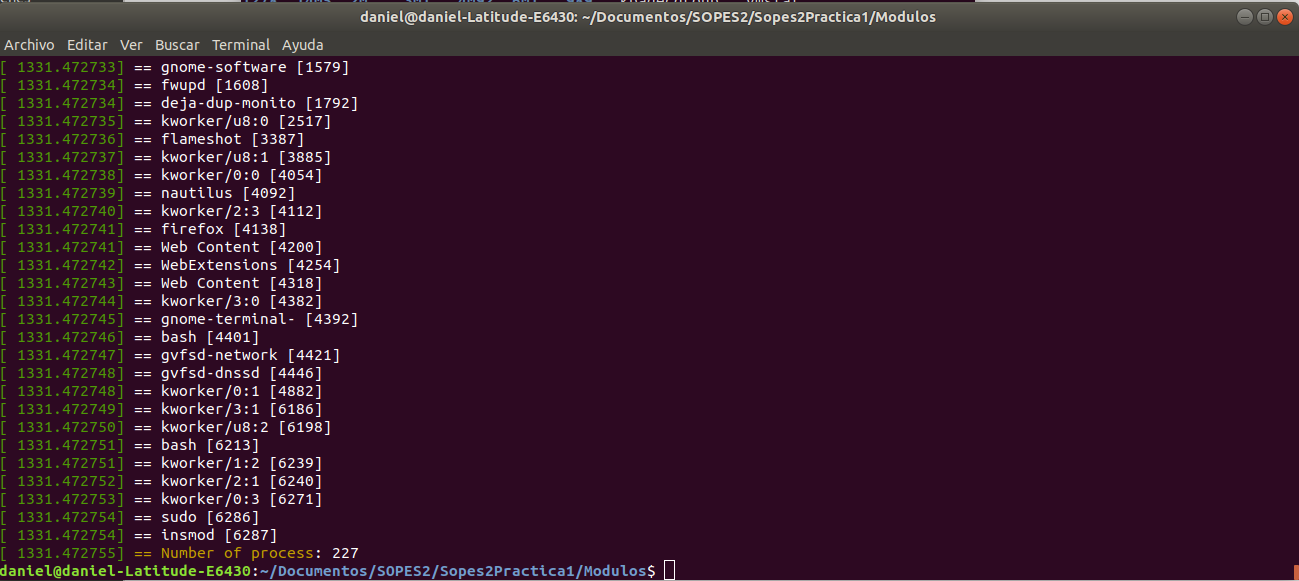 daniel@daniel-Latitude-E6430: ~/Documentos/SOPES2/Sopes2Practica1/Modulos
Archivo Editar Ver Buscar Terminal Ayuda
[ 1331.472733] == gnome-software [1579]
[ 1331.472734] == fwupd [1608]
[ 1331.472734] == deja-dup-monito [1792]
[ 1331.472735] == kworker/u8:0 [2517]
[ 1331.472736] == flameshot [3387]
[ 1331.472737] == kworker/u8:1 [3885]
[ 1331.472738] == kworker/0:0 [4054]
[ 1331.472739] == nautilus [4092]
[ 1331.472740] == kworker/2:3 [4112]
[ 1331.472741] == firefox [4138]
[ 1331.472741] == Web Content [4200]
[ 1331.472742] == WebExtensions [4254]
[ 1331.472743] == Web Content [4318]
[ 1331.472744] == kworker/3:0 [4382]
[ 1331.472745] == gnome-terminal- [4392]
[ 1331.472746] == bash [4401]
[ 1331.472747] == gvfsd-network [4421]
[ 1331.472748] == gvfsd-dnssd [4446]
[ 1331.472748] == kworker/0:1 [4882]
[ 1331.472749] == kworker/3:1 [6186]
[ 1331.472750] == kworker/u8:2 [6198]
[ 1331.472751] == bash [6213]
[ 1331.472751] == kworker/1:2 [6239]
[ 1331.472752] == kworker/2:1 [6240]
[ 1331.472753] == kworker/0:3 [6271]
[ 1331.472754] == sudo [6286]
[ 1331.472754] == insmod [6287]
[ 1331.472755] == Number of process: 227
daniel@daniel-Latitude-E6430:~/Documentos/SOPES2/Sopes2Practica1/Modulos$